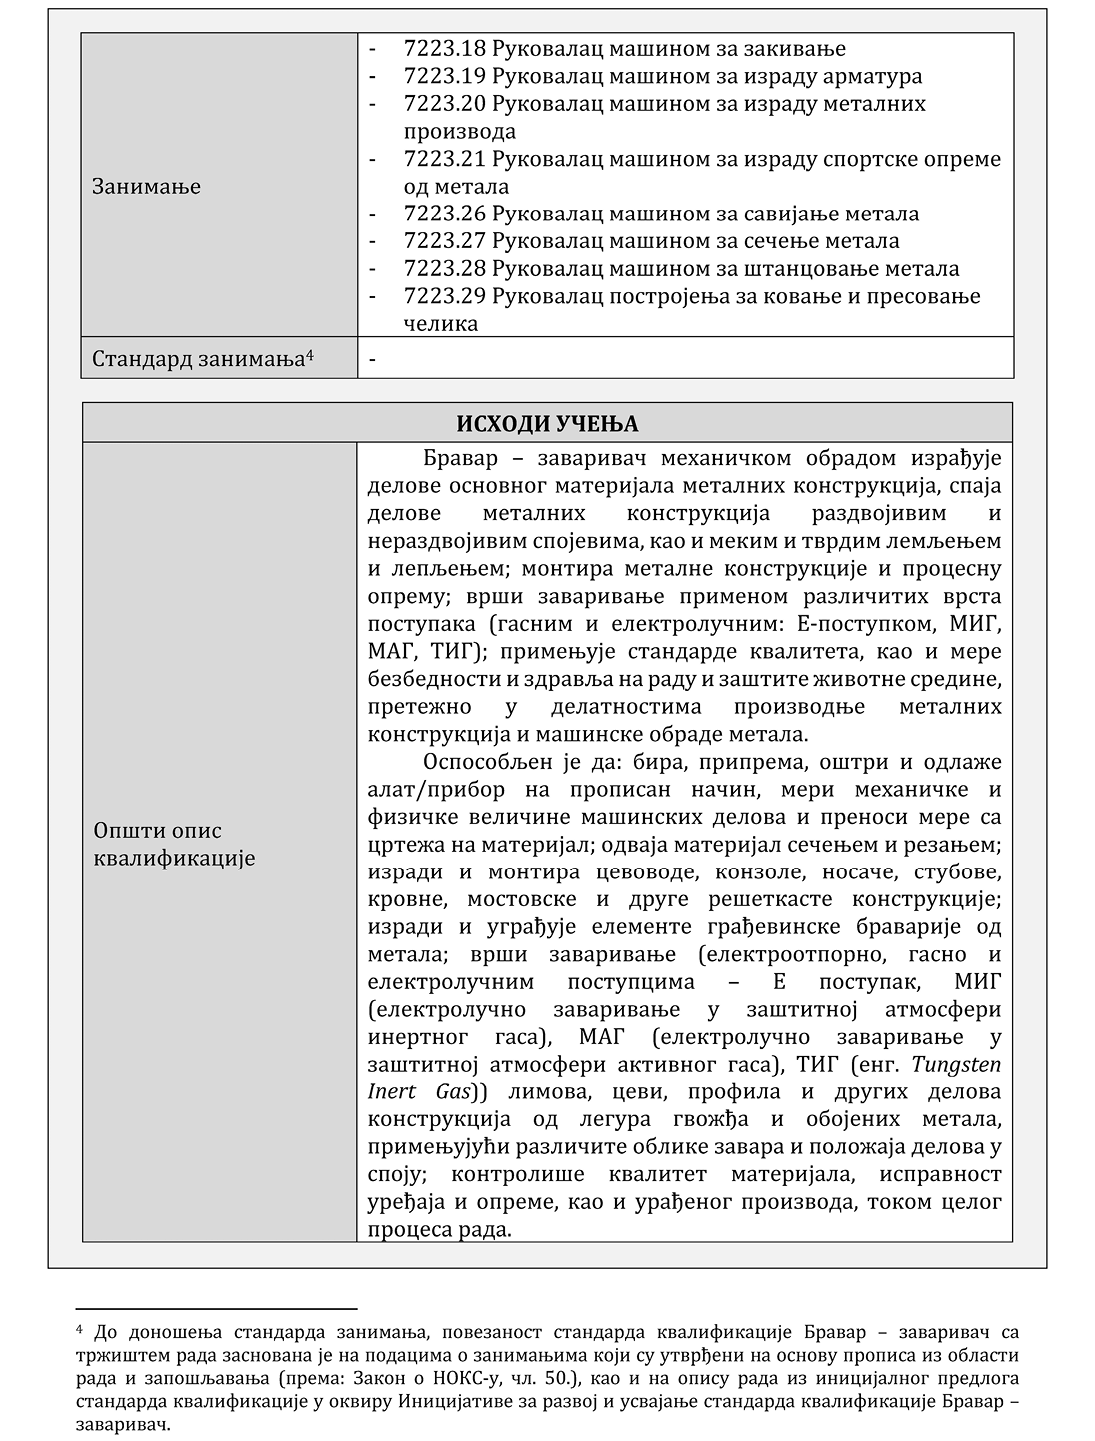 - 7223.18 Руковалац машином за закивање
- 7223.19 Руковалац машином за израду арматура
- 7223.20 Руковалац машином за израду металних
производа
- 7223.21 Руковалац машином за израду спортске опреме
од метала
Занимање
- 7223.26 Руковалац машином за савијање метала
- 7223.27 Руковалац машином за сечење метала
- 7223.28 Руковалац машином за штанцовање метала
- 7223.29 Руковалац постројења за ковање и пресовање
челика
Стандард занимања⁴ -
ИСХОДИ УЧЕЊА
Бравар – заваривач механичком обрадом израђује
делове основног материјала металних конструкција, спаја
делове металних конструкција раздвојивим и
нераздвојивим спојевима, као и меким и тврдим лемљењем
и лепљењем; монтира металне конструкције и процесну
опрему; врши заваривање применом различитих врста
поступака (гасним и електролучним: Е-поступком, МИГ,
МАГ, ТИГ); примењује стандарде квалитета, као и мере
безбедности и здравља на раду и заштите животне средине,
претежно у делатностима производње металних
конструкција и машинске обраде метала.
Оспособљен је да: бира, припрема, оштри и одлаже
алат/прибор на прописан начин, мери механичке и
физичке величине машинских делова и преноси мере са
цртежа на материјал; одваја материјал сечењем и резањем;
изради и монтира цевоводе, конзоле, носаче, стубове,
кровне, мостовске и друге решеткасте конструкције;
изради и уграђује елементе грађевинске браварије од
метала; врши заваривање (електроотпорно, гасно и
електролучним поступцима – Е поступак, МИГ
(електролучно заваривање у заштитној атмосфери
инертног гаса), МАГ (електролучно заваривање у
заштитној атмосфери активног гаса), ТИГ (енг. Tungsten
Inert Gas)) лимова, цеви, профила и других делова
конструкција од легура гвожђа и обојених метала,
примењујући различите облике завара и положаја делова у
споју; контролише квалитет материјала, исправност
уређаја и опреме, као и урађеног производа, током целог
процеса рада.
Општи опис
квалификације
⁴ До доношења стандарда занимања, повезаност стандарда квалификације Бравар – заваривач са
тржиштем рада заснована је на подацима о занимањима који су утврђени на основу прописа из области
рада и запошљавања (према: Закон о НОКС-у, чл. 50.), као и на опису рада из иницијалног предлога
стандарда квалификације у оквиру Иницијативе за развој и усвајање стандарда квалификације Бравар –
заваривач.